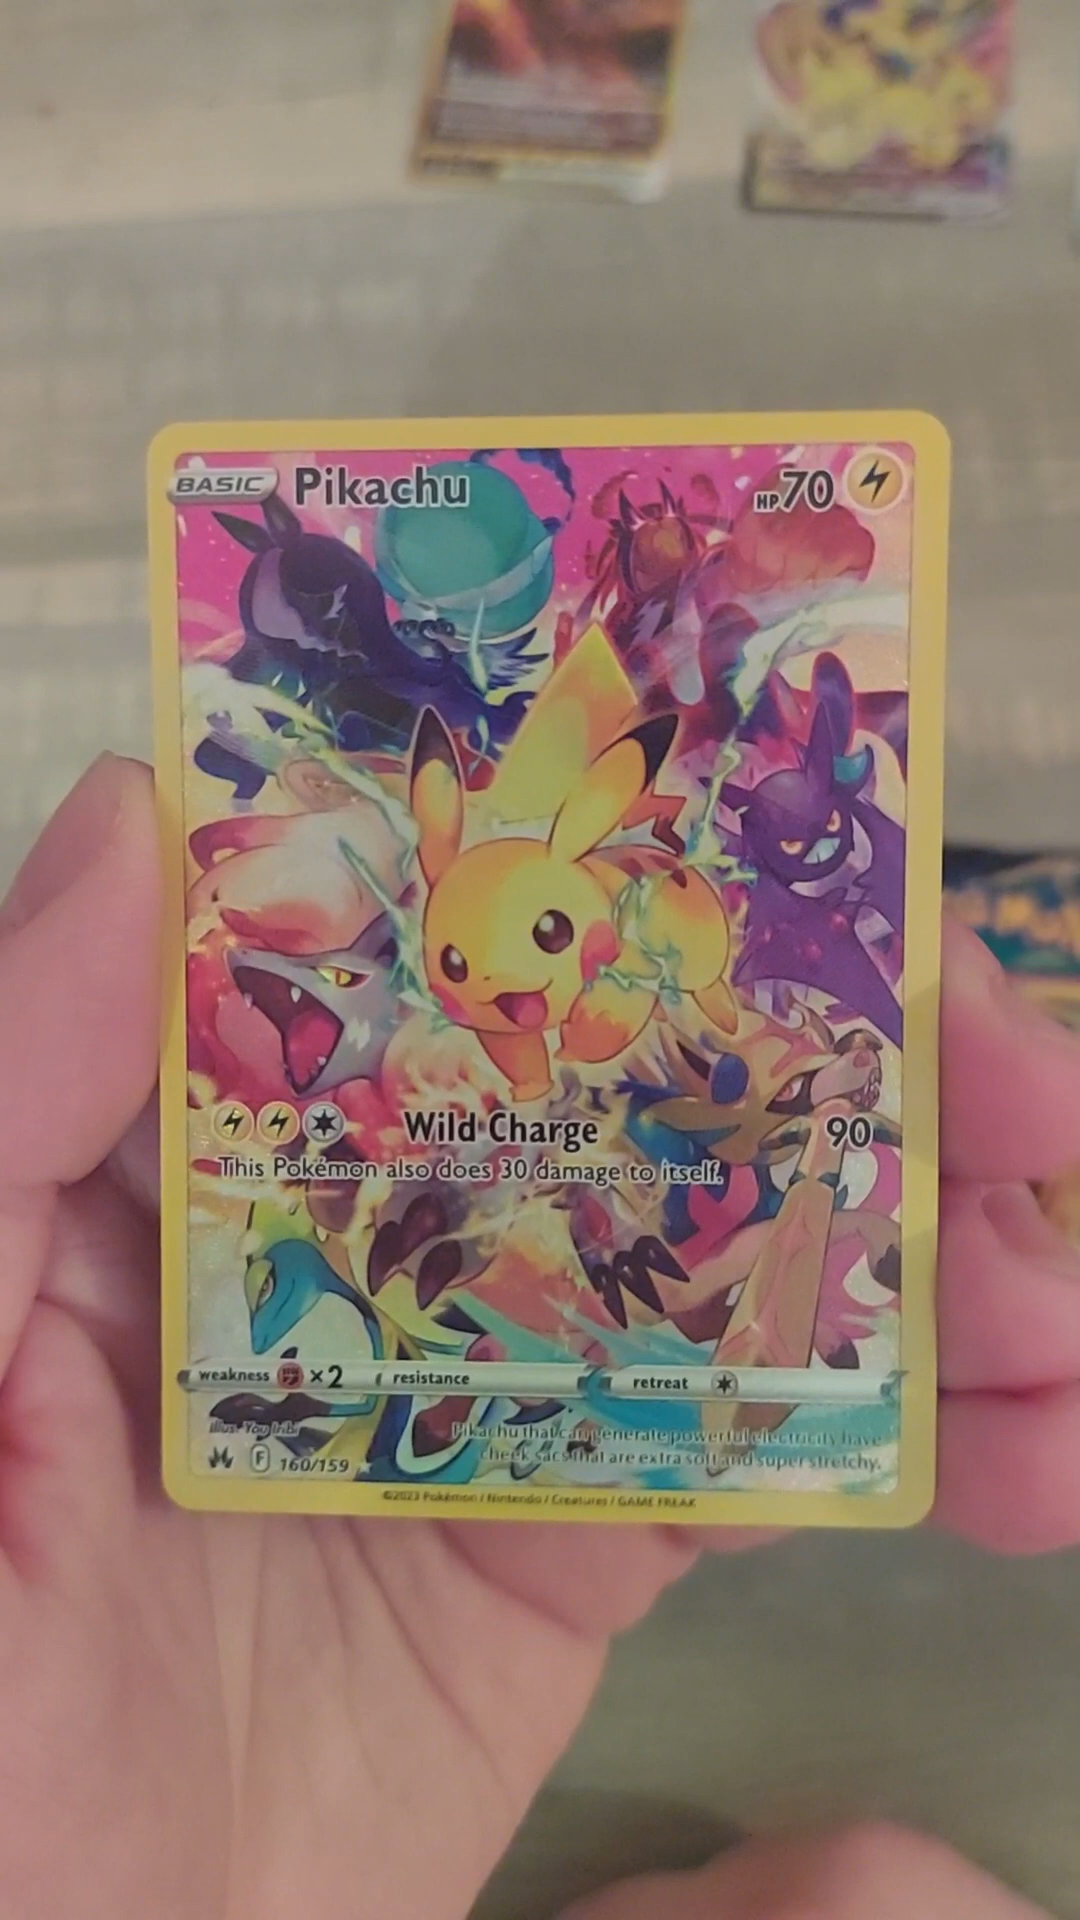 BASIC Pikachu HP70
Wild Charge 90
This Pokémon also does 30 damage to itself.
weakness ×2 resistance retreat
Illus. You Iribi
Pikachu that can generate powerful electricity have
cheek sacs that are extra soft and super stretchy.
F 160/159
©2023 Pokémon / Nintendo / Creatures / GAME FREAK